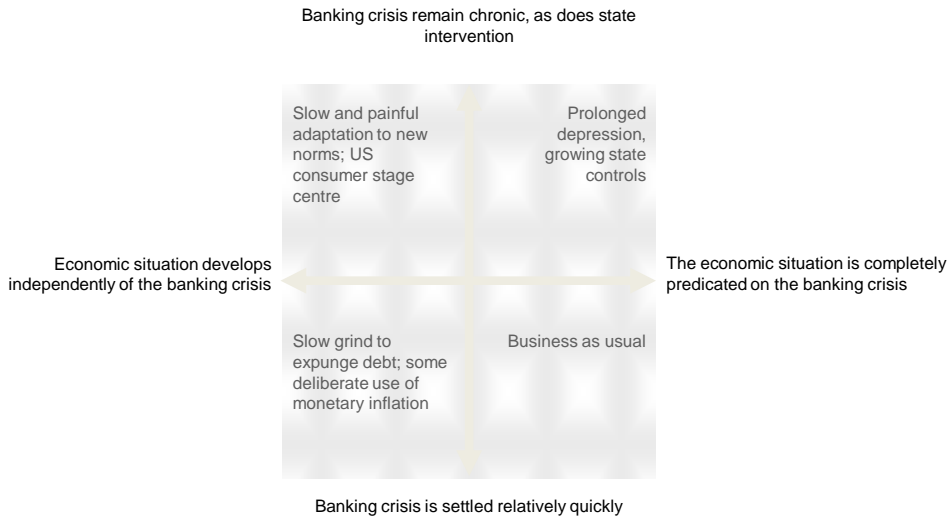 Banking crisis remain chronic, as does state
intervention
Slow and painful
adaptation to new
norms; US
consumer stage
centre
Prolonged
depression,
growing state
controls
Economic situation develops
independently of the banking crisis
The economic situation is completely
predicated on the banking crisis
Slow grind to
expunge debt; some
deliberate use of
monetary inflation
Business as usual
Banking crisis is settled relatively quickly